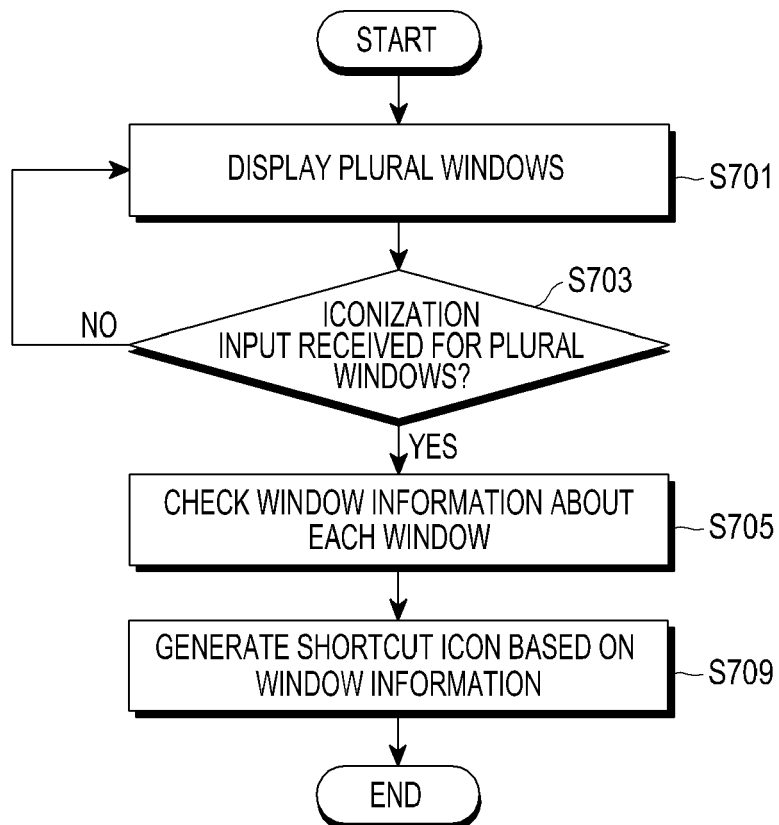 START
DISPLAY PLURAL WINDOWS
S701
S703
ICONIZATION
INPUT RECEIVED FOR PLURAL
WINDOWS?
NO
YES
CHECK WINDOW INFORMATION ABOUT
EACH WINDOW
S705
GENERATE SHORTCUT ICON BASED ON
WINDOW INFORMATION
S709
END